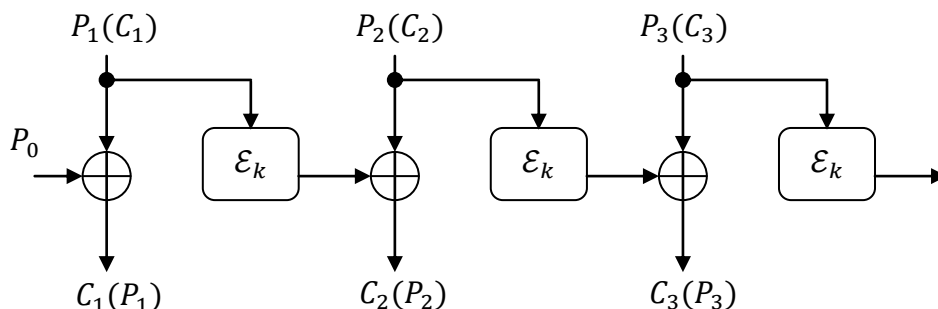 P₁(C₁) P₂(C₂) P₃(C₃)
P₀ ℰₖ ℰₖ ℰₖ
C₁(P₁) C₂(P₂) C₃(P₃)